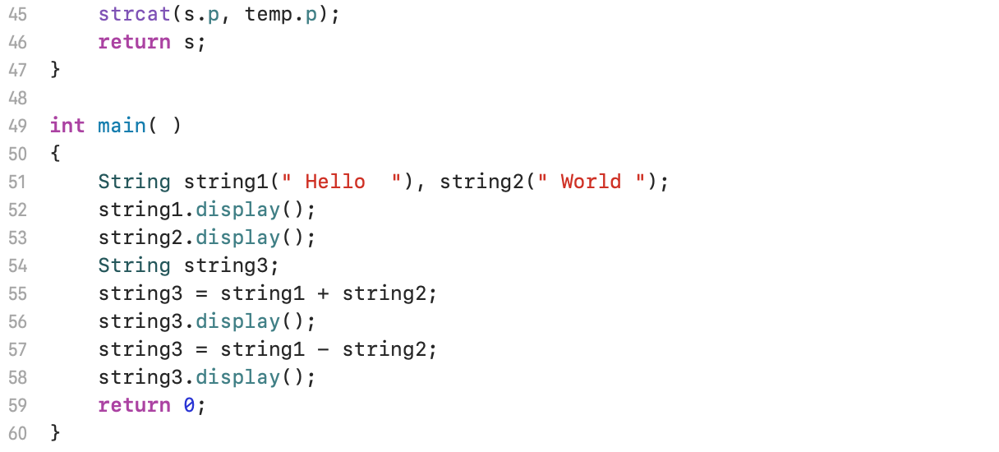 45 strcat(s.p, temp.p);
46 return s;
47 }
48
49 int main( )
50 {
51 String string1(" Hello  "), string2(" World ");
52 string1.display();
53 string2.display();
54 String string3;
55 string3 = string1 + string2;
56 string3.display();
57 string3 = string1 - string2;
58 string3.display();
59 return 0;
60 }